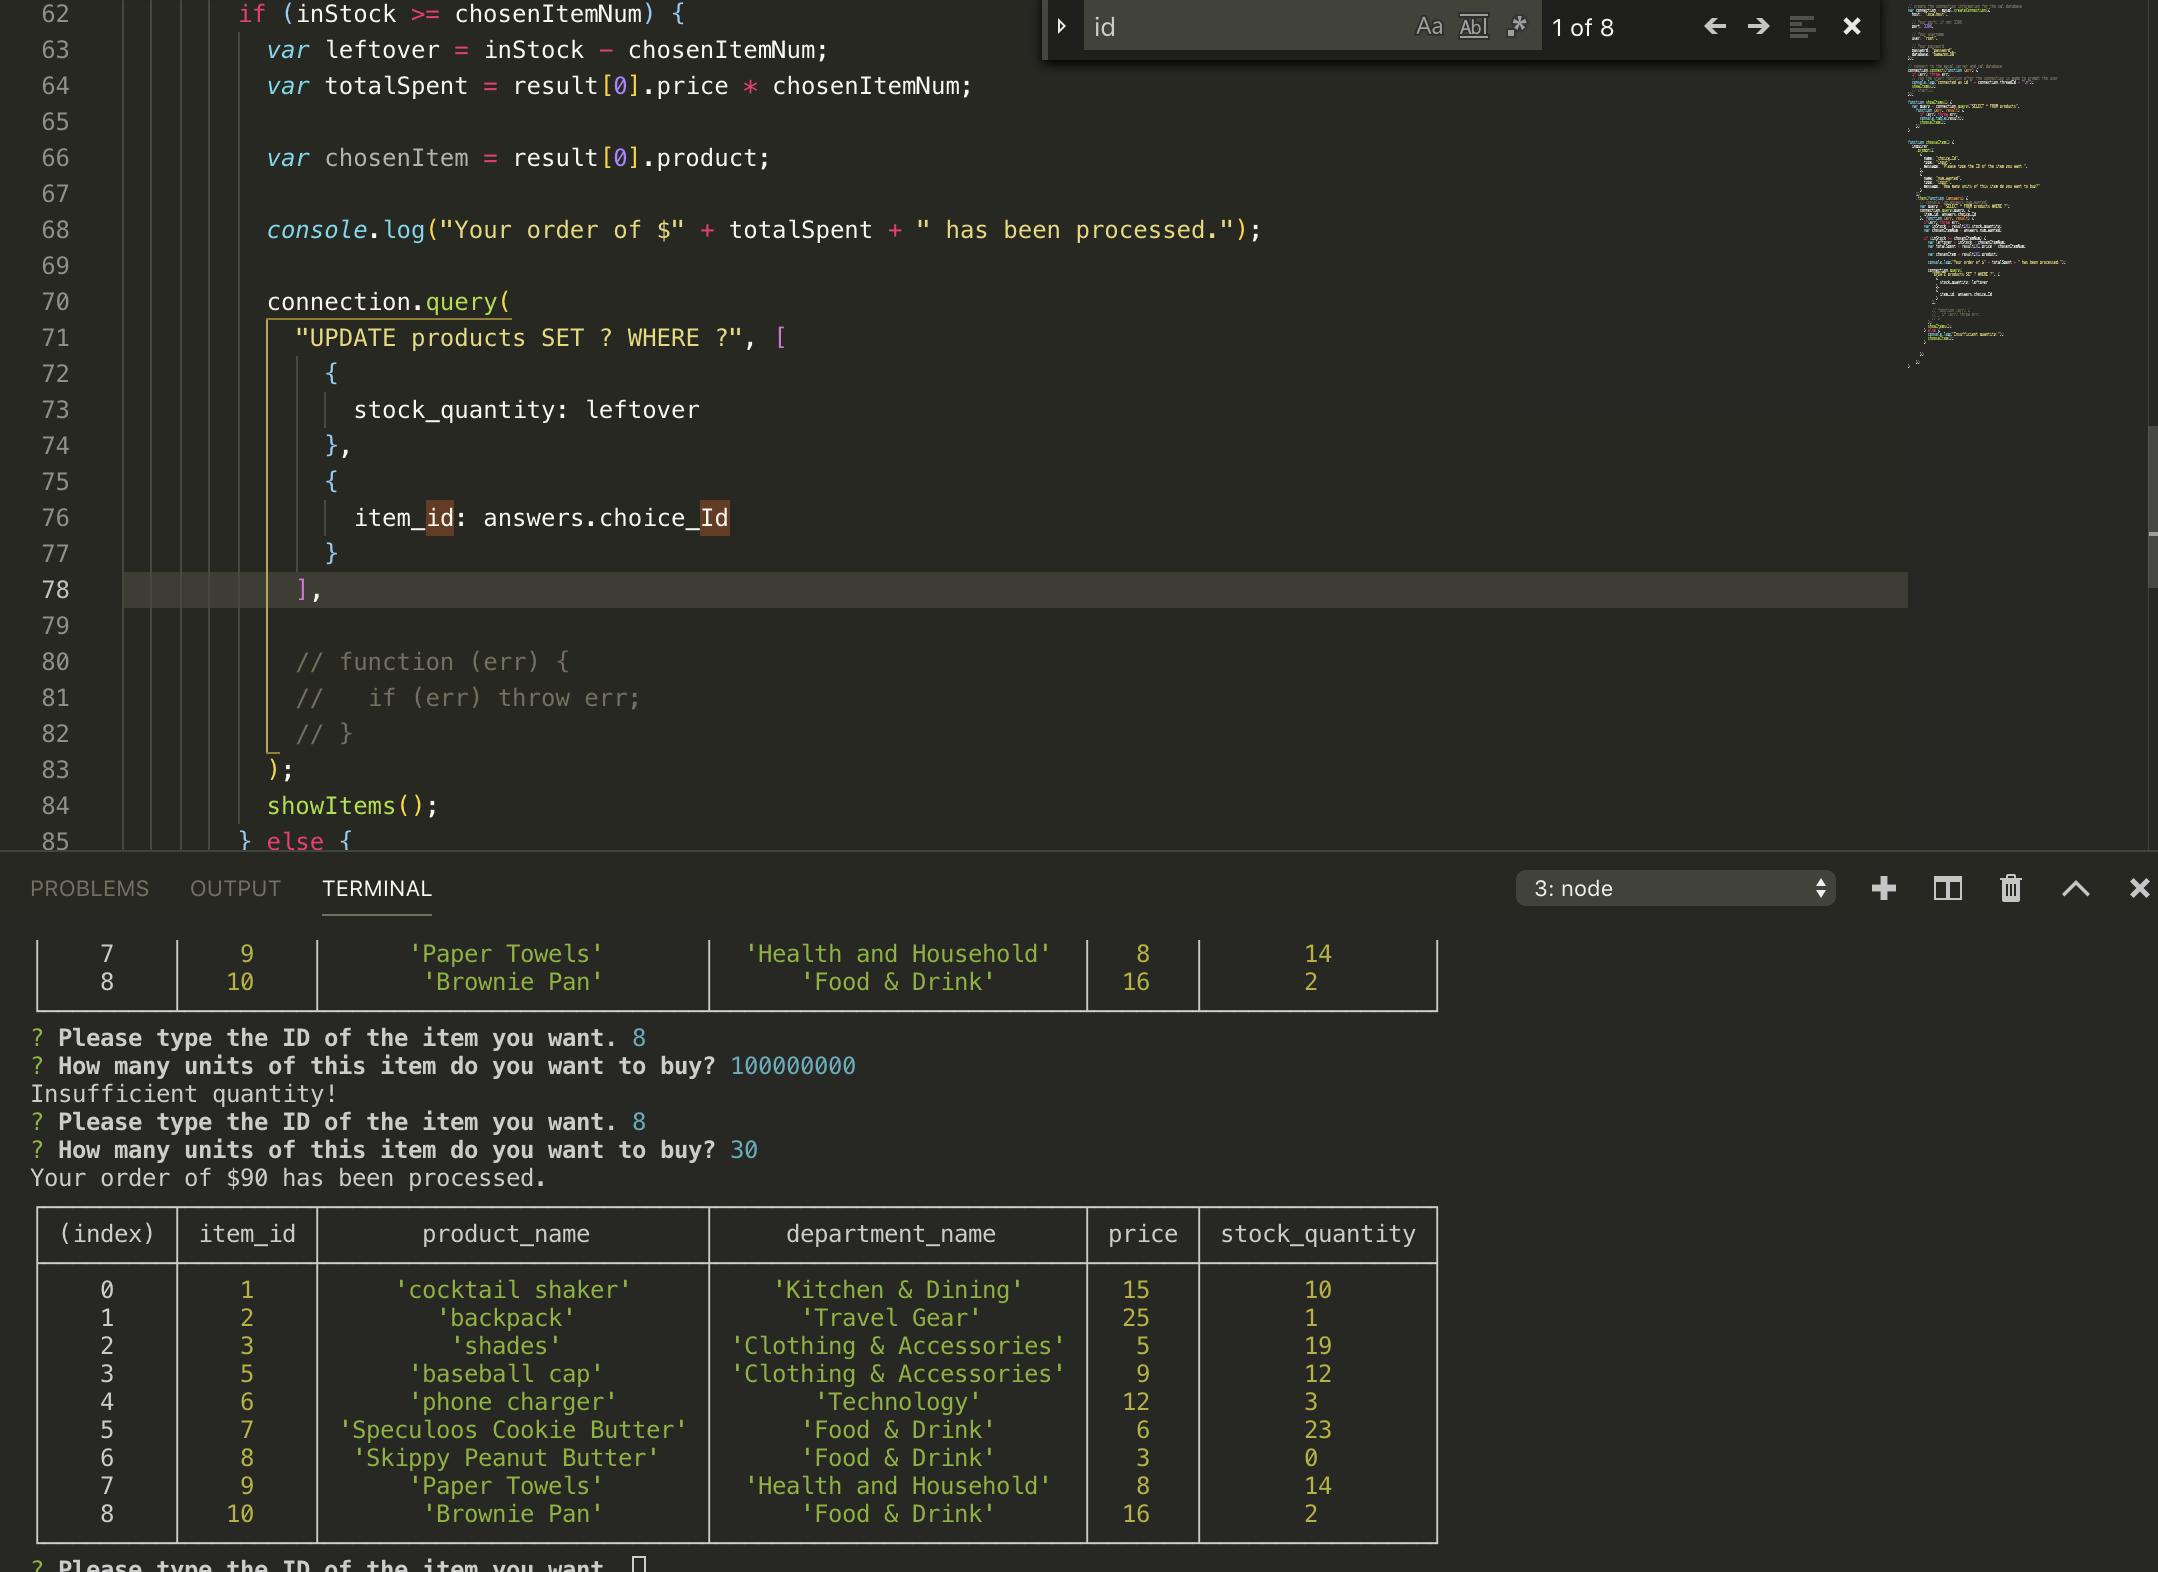 id
Aa Abl .* 1 of 8
62 if (inStock >= chosenItemNum) {
63 var leftover = inStock - chosenItemNum;
64 var totalSpent = result[0].price * chosenItemNum;
65
66 var chosenItem = result[0].product;
67
68 console.log("Your order of $" + totalSpent + " has been processed.");
69
70 connection.query(
71 "UPDATE products SET ? WHERE ?", [
72 {
73 stock_quantity: leftover
74 },
75 {
76 item_id: answers.choice_Id
77 }
78 ],
79
80 // function (err) {
81 // if (err) throw err;
82 // }
83 );
84 showItems();
85 } else {
PROBLEMS OUTPUT TERMINAL 3: node
7 9 'Paper Towels' 'Health and Household' 8 14
8 10 'Brownie Pan' 'Food & Drink' 16 2
? Please type the ID of the item you want. 8
? How many units of this item do you want to buy? 100000000
Insufficient quantity!
? Please type the ID of the item you want. 8
? How many units of this item do you want to buy? 30
Your order of $90 has been processed.
(index) item_id product_name department_name price stock_quantity
0 1 'cocktail shaker' 'Kitchen & Dining' 15 10
1 2 'backpack' 'Travel Gear' 25 1
2 3 'shades' 'Clothing & Accessories' 5 19
3 5 'baseball cap' 'Clothing & Accessories' 9 12
4 6 'phone charger' 'Technology' 12 3
5 7 'Speculoos Cookie Butter' 'Food & Drink' 6 23
6 8 'Skippy Peanut Butter' 'Food & Drink' 3 0
7 9 'Paper Towels' 'Health and Household' 8 14
8 10 'Brownie Pan' 'Food & Drink' 16 2
? Please type the ID of the item you want.